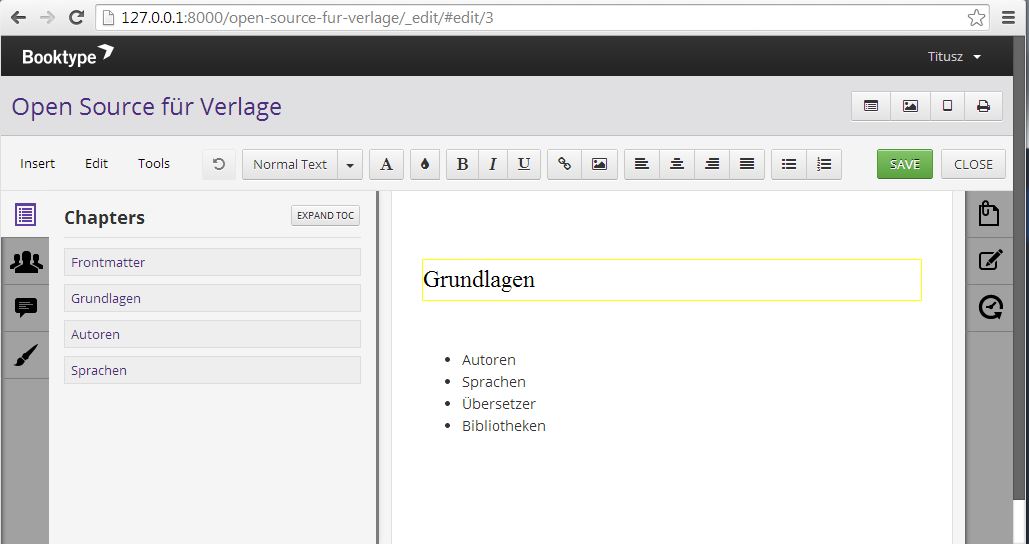 127.0.0.1:8000/open-source-fur-verlage/_edit/#edit/3
Booktype
Titusz
Open Source für Verlage
Insert Edit Tools Normal Text A B I U SAVE CLOSE
Chapters EXPAND TOC
Frontmatter
Grundlagen
Autoren
Sprachen
Grundlagen
Autoren
Sprachen
Übersetzer
Bibliotheken